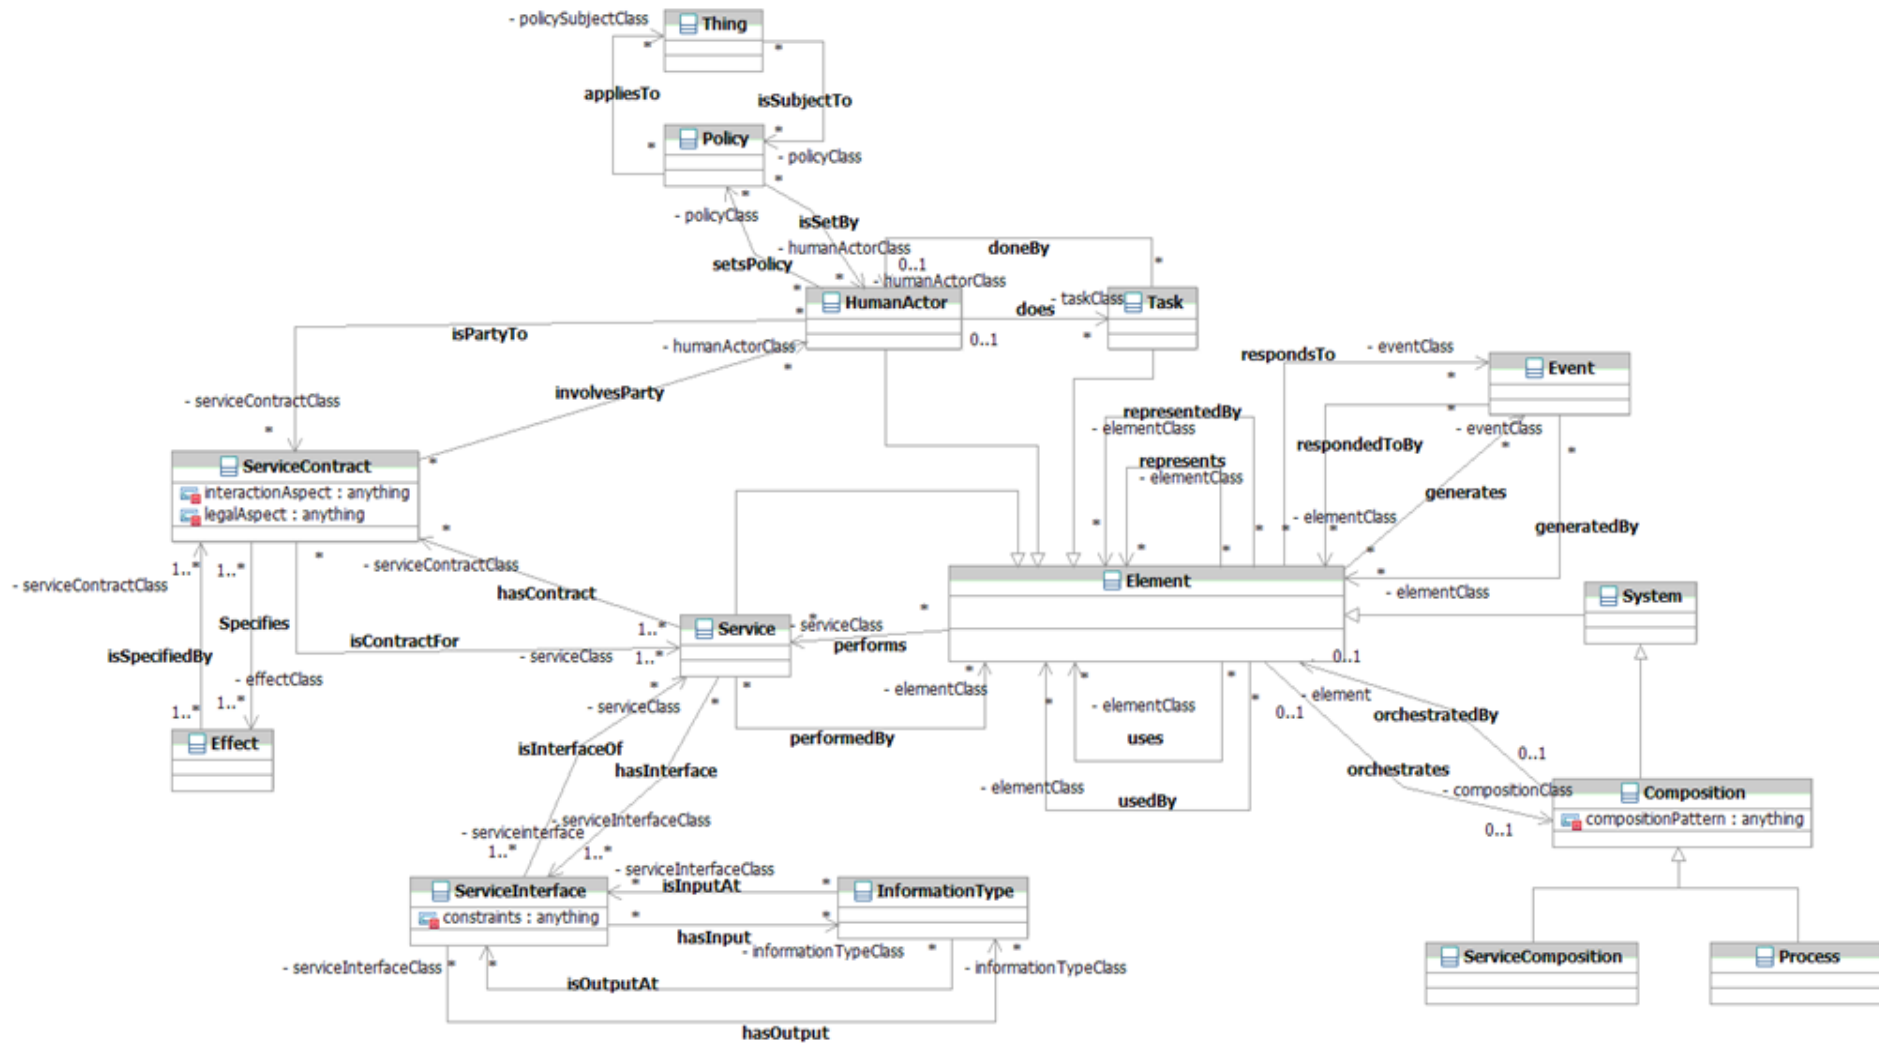 - policySubjectClass
Thing
*
*
appliesTo
isSubjectTo
*
Policy
*
- policyClass
*
*
- policyClass
isSetBy
- humanActorClass
doneBy
setsPolicy
0..1
*
*
- humanActorClass
*
HumanActor
- taskClass
Task
*
does
isPartyTo
0..1
*
- humanActorClass
*
respondsTo
- eventClass
Event
*
involvesParty
- serviceContractClass
*
representedBy
*
- elementClass
- eventClass
respondedToBy
*
*
*
ServiceContract
*
represents
interactionAspect : anything
- elementClass
legalAspect : anything
generates
- elementClass
generatedBy
*
*
*
*
*
*
*
*
*
*
- serviceContractClass
1..*
1..*
- serviceContractClass
hasContract
Element
*
- elementClass
System
Specifies
1..*
Service
*
- serviceClass
*
isContractFor
performs
isSpecifiedBy
- serviceClass
1..*
0..1
- effectClass
*
*
*
- elementClass
*
*
*
- element
1..*
1..*
- serviceClass
*
*
- elementClass
0..1
orchestratedBy
Effect
isInterfaceOf
performedBy
uses
0..1
hasInterface
orchestrates
- elementClass
usedBy
- compositionClass
Composition
compositionPattern : anything
- serviceinterface
- serviceInterfaceClass
0..1
1..*
1..*
- serviceInterfaceClass
ServiceInterface
*
isInputAt
*
InformationType
constraints : anything
*
hasInput
*
- informationTypeClass
*
*
- serviceInterfaceClass
*
*
- informationTypeClass
ServiceComposition
Process
isOutputAt
hasOutput